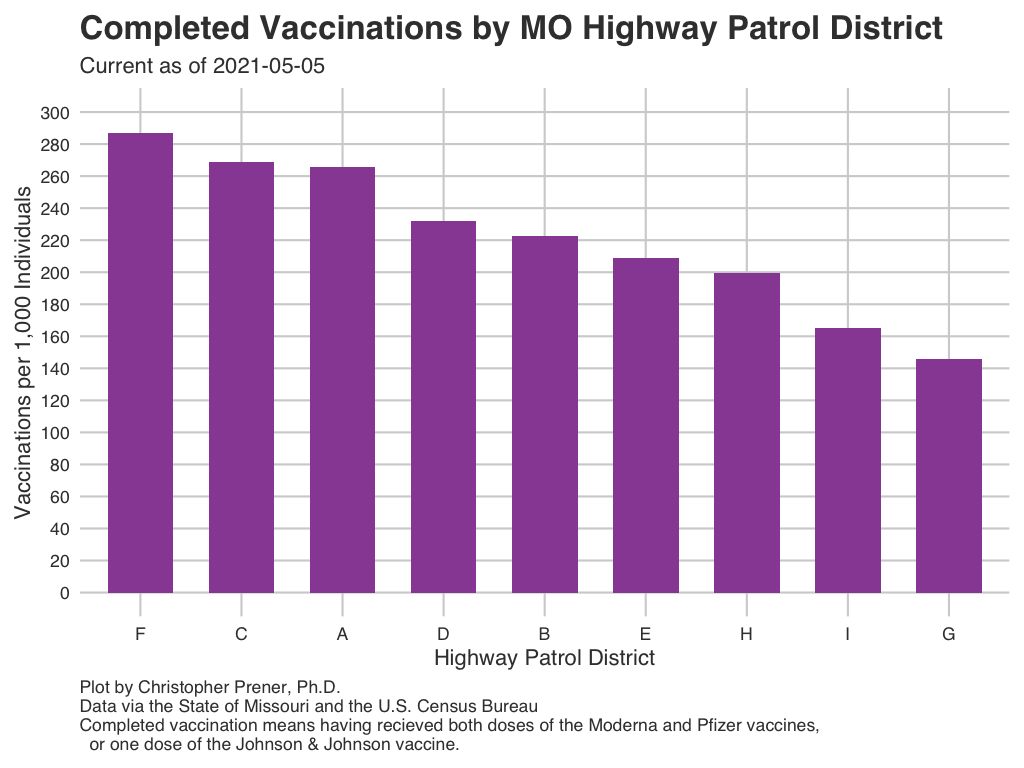 Completed Vaccinations by MO Highway Patrol District
Current as of 2021-05-05
Vaccinations per 1,000 Individuals
300
280
260
240
220
200
180
160
140
120
100
80
60
40
20
0
F C A D B E H I G
Highway Patrol District
Plot by Christopher Prener, Ph.D.
Data via the State of Missouri and the U.S. Census Bureau
Completed vaccination means having recieved both doses of the Moderna and Pfizer vaccines,
or one dose of the Johnson & Johnson vaccine.